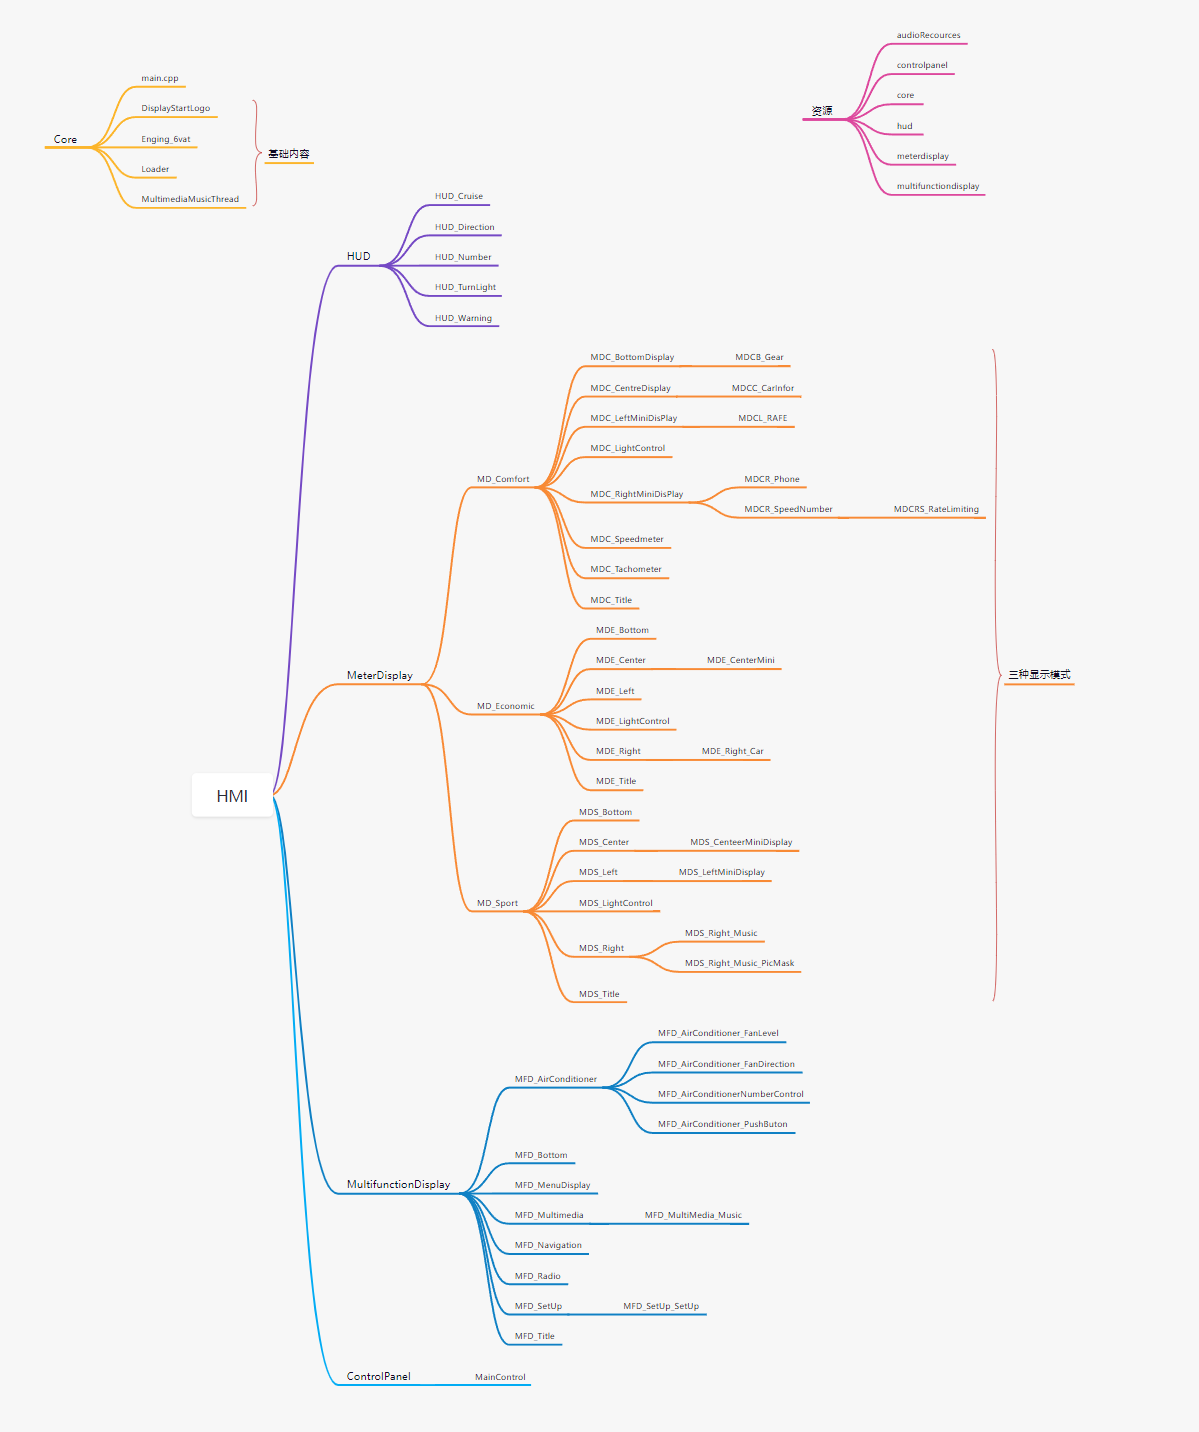 Core
main.cpp
DisplayStartLogo
Enging_6vat
Loader
MultimediaMusicThread
基础内容
资源
audioRecources
controlpanel
core
hud
meterdisplay
multifunctiondisplay
HMI
HUD
HUD_Cruise
HUD_Direction
HUD_Number
HUD_TurnLight
HUD_Warning
MeterDisplay
MD_Comfort
MDC_BottomDisplay
MDCB_Gear
MDC_CentreDisplay
MDCC_CarInfor
MDC_LeftMiniDisPlay
MDCL_RAFE
MDC_LightControl
MDC_RightMiniDisPlay
MDCR_Phone
MDCR_SpeedNumber
MDCRS_RateLimiting
MDC_Speedmeter
MDC_Tachometer
MDC_Title
MD_Economic
MDE_Bottom
MDE_Center
MDE_CenterMini
MDE_Left
MDE_LightControl
MDE_Right
MDE_Right_Car
MDE_Title
MD_Sport
MDS_Bottom
MDS_Center
MDS_CenteerMiniDisplay
MDS_Left
MDS_LeftMiniDisplay
MDS_LightControl
MDS_Right
MDS_Right_Music
MDS_Right_Music_PicMask
MDS_Title
三种显示模式
MultifunctionDisplay
MFD_AirConditioner
MFD_AirConditioner_FanLevel
MFD_AirConditioner_FanDirection
MFD_AirConditionerNumberControl
MFD_AirConditioner_PushButon
MFD_Bottom
MFD_MenuDisplay
MFD_Multimedia
MFD_MultiMedia_Music
MFD_Navigation
MFD_Radio
MFD_SetUp
MFD_SetUp_SetUp
MFD_Title
ControlPanel
MainControl